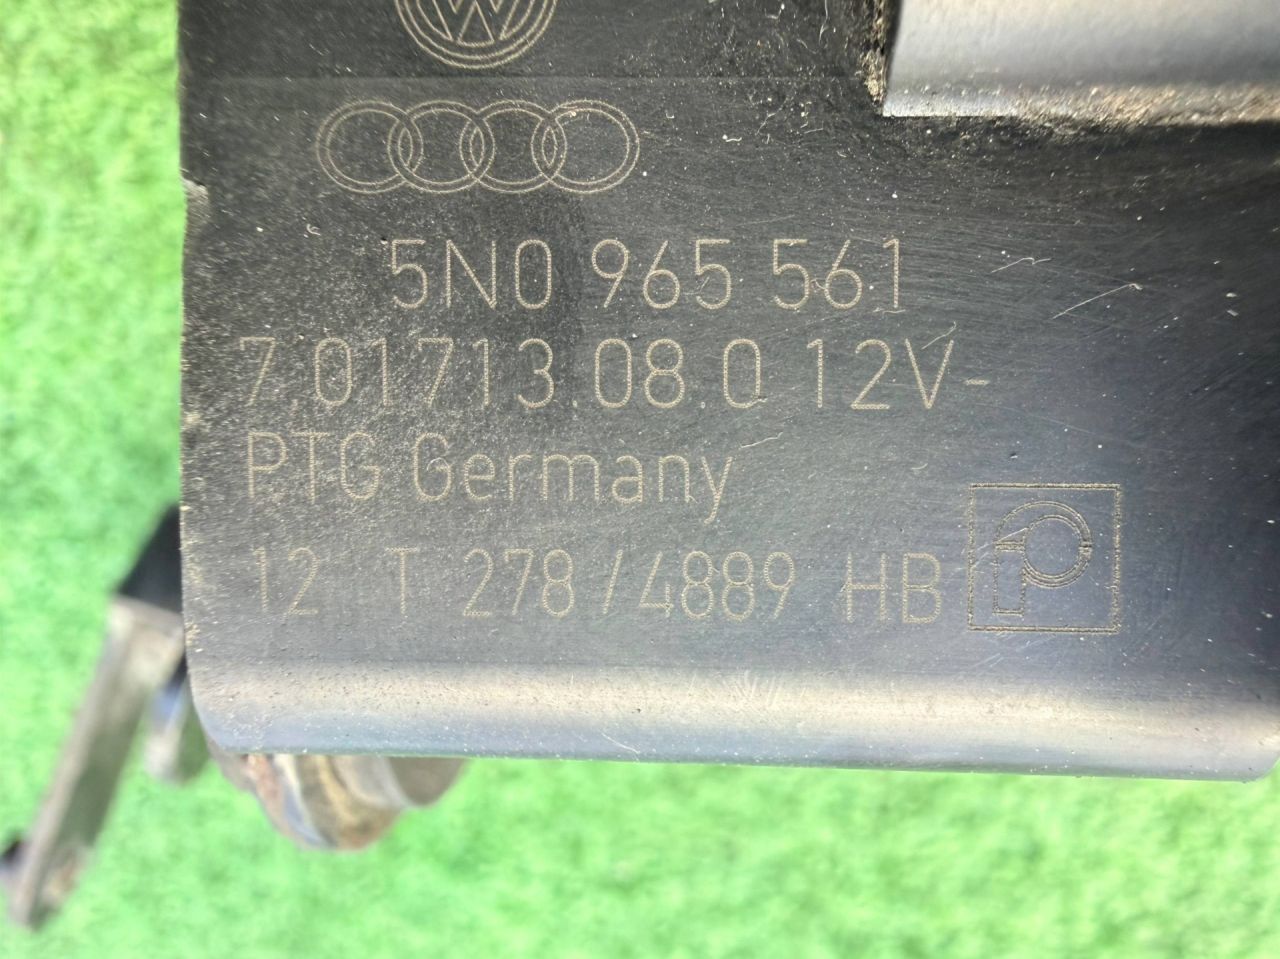 5N0 965 561
7.01713.08.0 12V-
PTG Germany
12 T 278/4889 HB